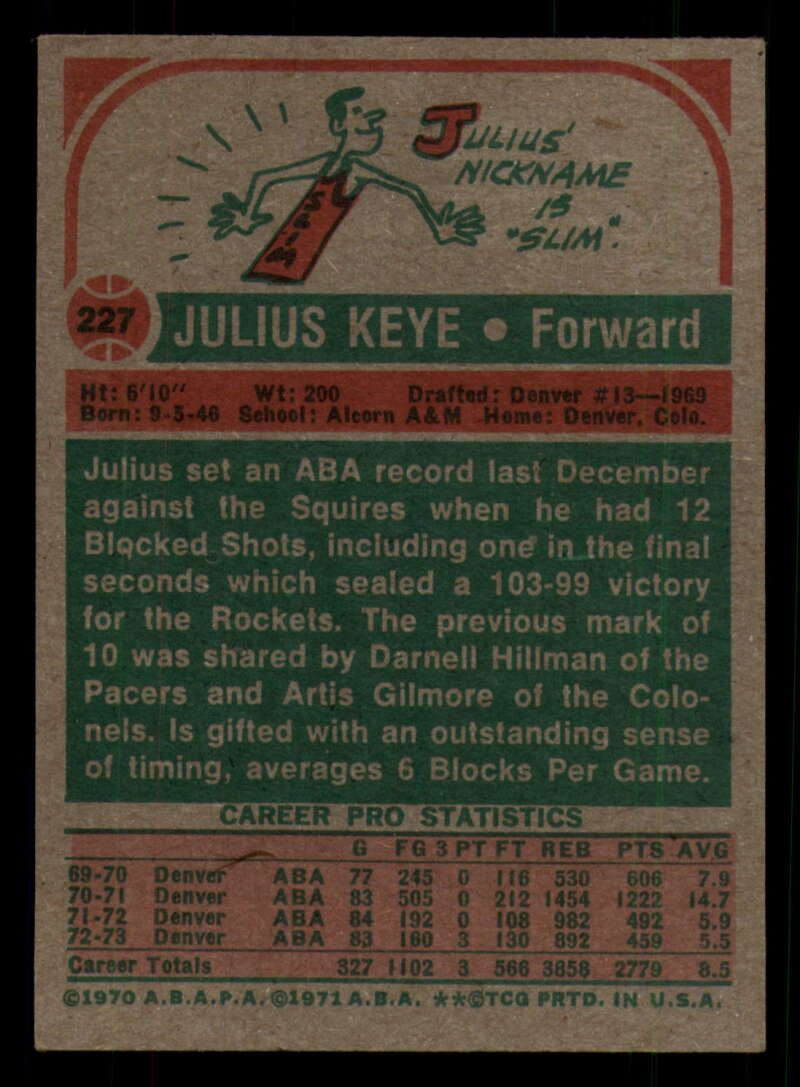 JULIUS'
NICKNAME
IS
"SLIM".
SLIM
227
JULIUS KEYE • Forward
Ht: 6'10" Wt: 200 Drafted: Denver #13—1969
Born: 9-5-46 School: Alcorn A&M Home: Denver, Colo.
Julius set an ABA record last December
against the Squires when he had 12
Blocked Shots, including one in the final
seconds which sealed a 103-99 victory
for the Rockets. The previous mark of
10 was shared by Darnell Hillman of the
Pacers and Artis Gilmore of the Colo-
nels. Is gifted with an outstanding sense
of timing, averages 6 Blocks Per Game.
CAREER PRO STATISTICS
G FG 3 PT FT REB PTS AVG
69-70 Denver ABA 77 245 0 116 530 606 7.9
70-71 Denver ABA 83 505 0 212 1454 1222 14.7
71-72 Denver ABA 84 192 0 108 982 492 5.9
72-73 Denver ABA 83 160 3 130 892 459 5.5
Career Totals 327 1102 3 566 3858 2779 8.5
©1970 A.B.A.P.A. ©1971 A.B.A. **©TCG PRTD. IN U.S.A.